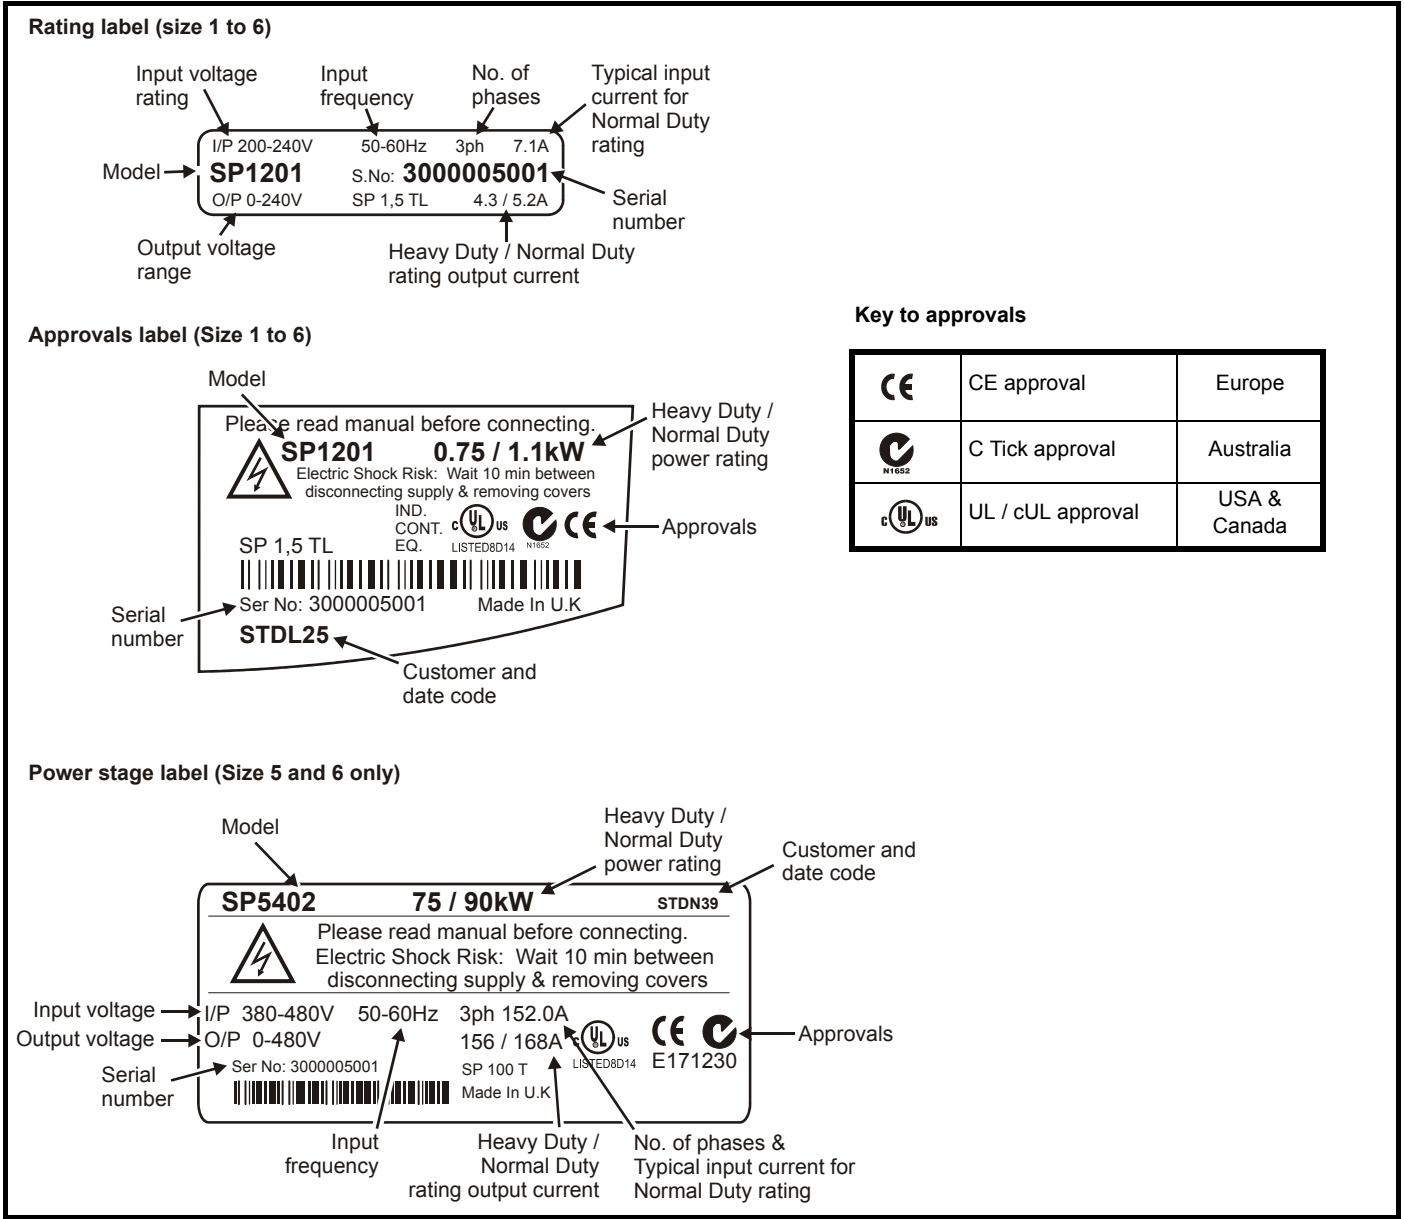 Rating label (size 1 to 6)
Input voltage
rating
Input
frequency
No. of
phases
Typical input
current for
Normal Duty
rating
I/P 200-240V 50-60Hz 3ph 7.1A
Model
SP1201 S.No: 3000005001
O/P 0-240V SP 1,5 TL 4.3 / 5.2A
Serial
number
Output voltage
range
Heavy Duty / Normal Duty
rating output current
Approvals label (Size 1 to 6)
Model
Please read manual before connecting.
SP1201 0.75 / 1.1kW
Electric Shock Risk: Wait 10 min between
disconnecting supply & removing covers
Heavy Duty /
Normal Duty
power rating
IND.
CONT.
EQ.
c UL us
LISTED8D14
N1652
CE
Approvals
SP 1,5 TL
Ser No: 3000005001 Made In U.K
Serial
number
STDL25
Customer and
date code
Key to approvals
CE CE approval Europe
N1652 C Tick approval Australia
c UL us UL / cUL approval USA &
Canada
Power stage label (Size 5 and 6 only)
Model
Heavy Duty /
Normal Duty
power rating
Customer and
date code
SP5402 75 / 90kW STDN39
Please read manual before connecting.
Electric Shock Risk: Wait 10 min between
disconnecting supply & removing covers
Input voltage
I/P 380-480V 50-60Hz 3ph 152.0A
Output voltage
O/P 0-480V 156 / 168A
c UL us
LISTED8D14
CE
E171230
Approvals
Serial
number
Ser No: 3000005001 SP 100 T
Made In U.K
Input
frequency
Heavy Duty /
Normal Duty
rating output current
No. of phases &
Typical input current for
Normal Duty rating